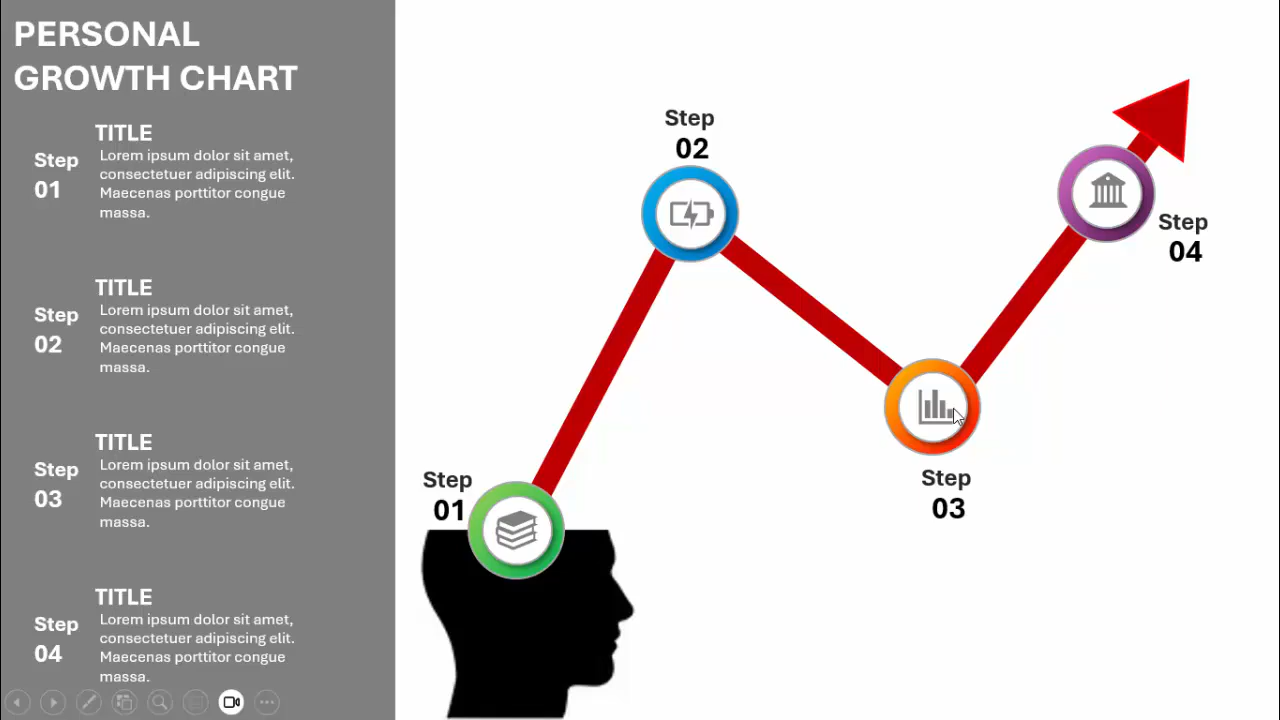 PERSONAL
GROWTH CHART
TITLE
Step
01
Lorem ipsum dolor sit amet,
consectetuer adipiscing elit.
Maecenas porttitor congue
massa.
TITLE
Step
02
Lorem ipsum dolor sit amet,
consectetuer adipiscing elit.
Maecenas porttitor congue
massa.
TITLE
Step
03
Lorem ipsum dolor sit amet,
consectetuer adipiscing elit.
Maecenas porttitor congue
massa.
TITLE
Step
04
Lorem ipsum dolor sit amet,
consectetuer adipiscing elit.
Maecenas porttitor congue
massa.
Step
01
Step
02
Step
03
Step
04